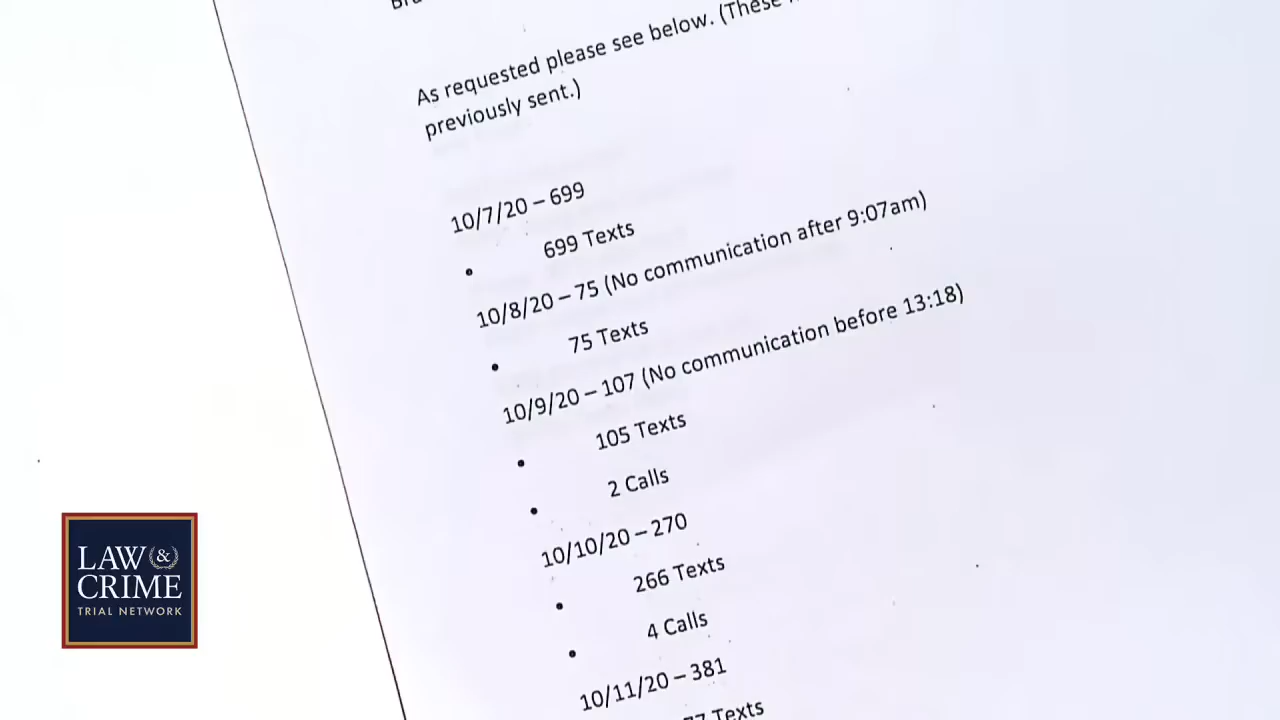 As requested please see below. (These
previously sent.)
10/7/20 – 699
• 699 Texts
10/8/20 – 75 (No communication after 9:07am)
• 75 Texts
10/9/20 – 107 (No communication before 13:18)
• 105 Texts
• 2 Calls
10/10/20 – 270
• 266 Texts
• 4 Calls
10/11/20 – 381
Texts
LAW &
CRIME
TRIAL NETWORK